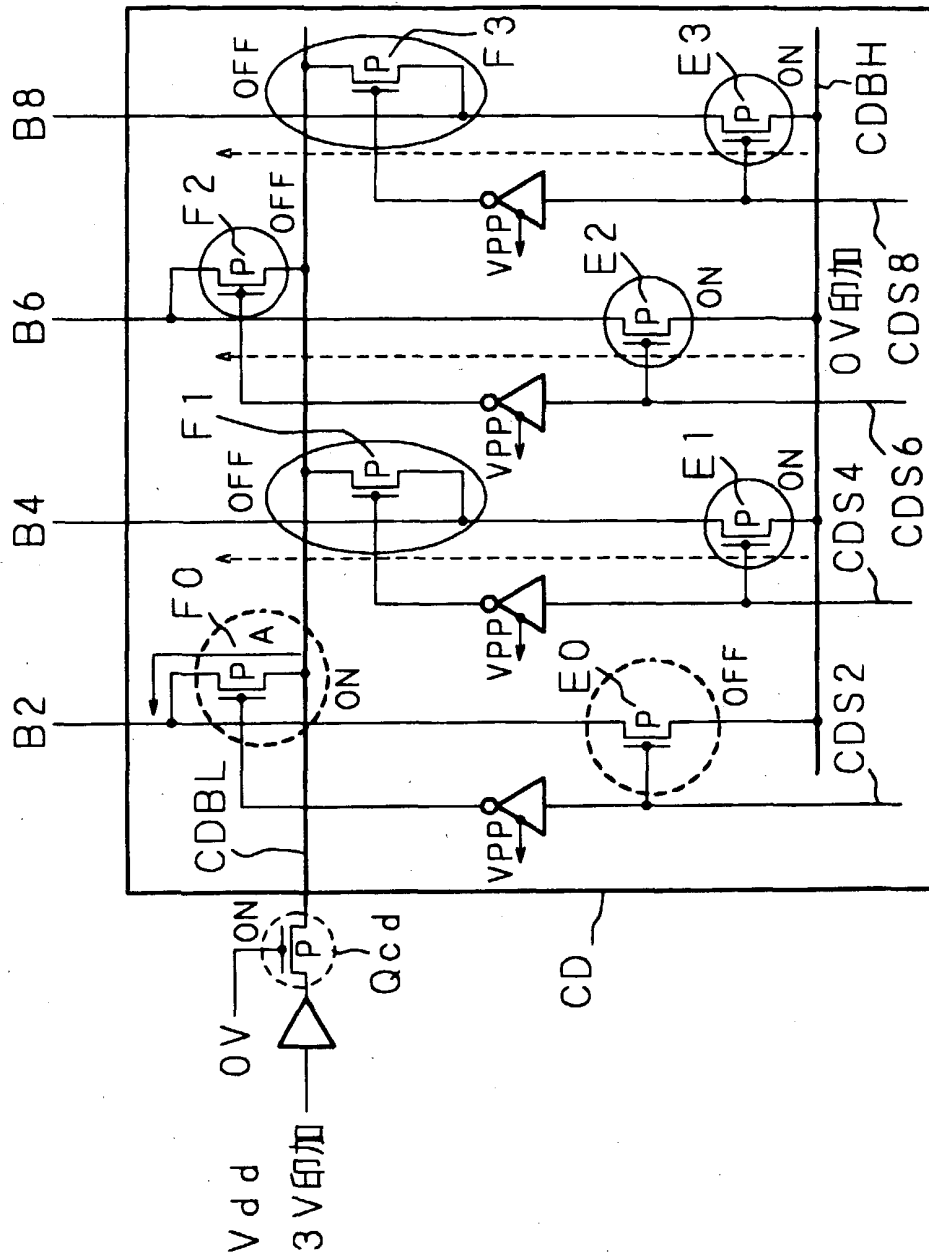 B2
B4
B6
B8
F0
A
P
ON
F1
OFF
P
F2
P
OFF
OFF
P
F3
CDBL
Vdd
3V印加
0V
ON
P
Qcd
VPP
VPP
VPP
VPP
E0
P
OFF
E1
P
ON
E2
P
ON
E3
P
ON
CD
CDS2
CDS4
CDS6
0V印加
CDS8
CDBH